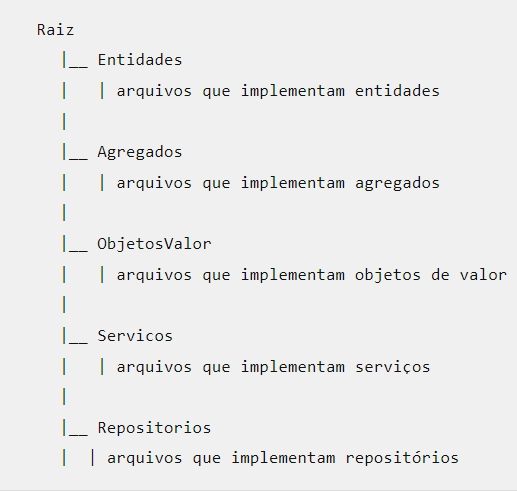 Raiz
|__ Entidades
|   | arquivos que implementam entidades
|
|__ Agregados
|   | arquivos que implementam agregados
|
|__ ObjetosValor
|   | arquivos que implementam objetos de valor
|
|__ Servicos
|   | arquivos que implementam serviços
|
|__ Repositorios
|  | arquivos que implementam repositórios